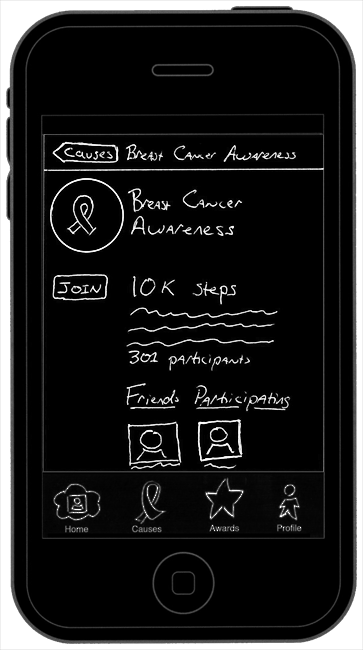 Causes
Breast Cancer Awareness
Breast Cancer
Awareness
JOIN
10K steps
301 participants
Friends Participating
Home Causes Awards Profile